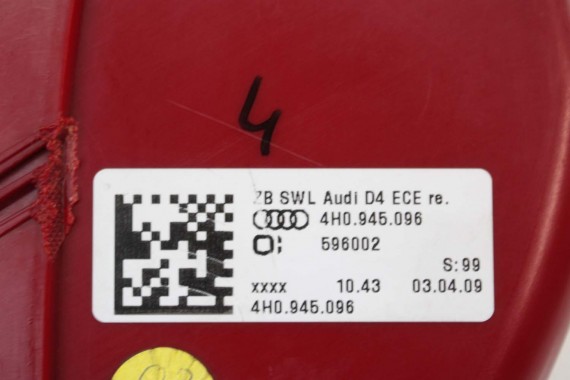 4
ZB SWL Audi D4 ECE re.
4H0.945.096
596002
S:99
xxxx 10.43 03.04.09
4H0.945.096